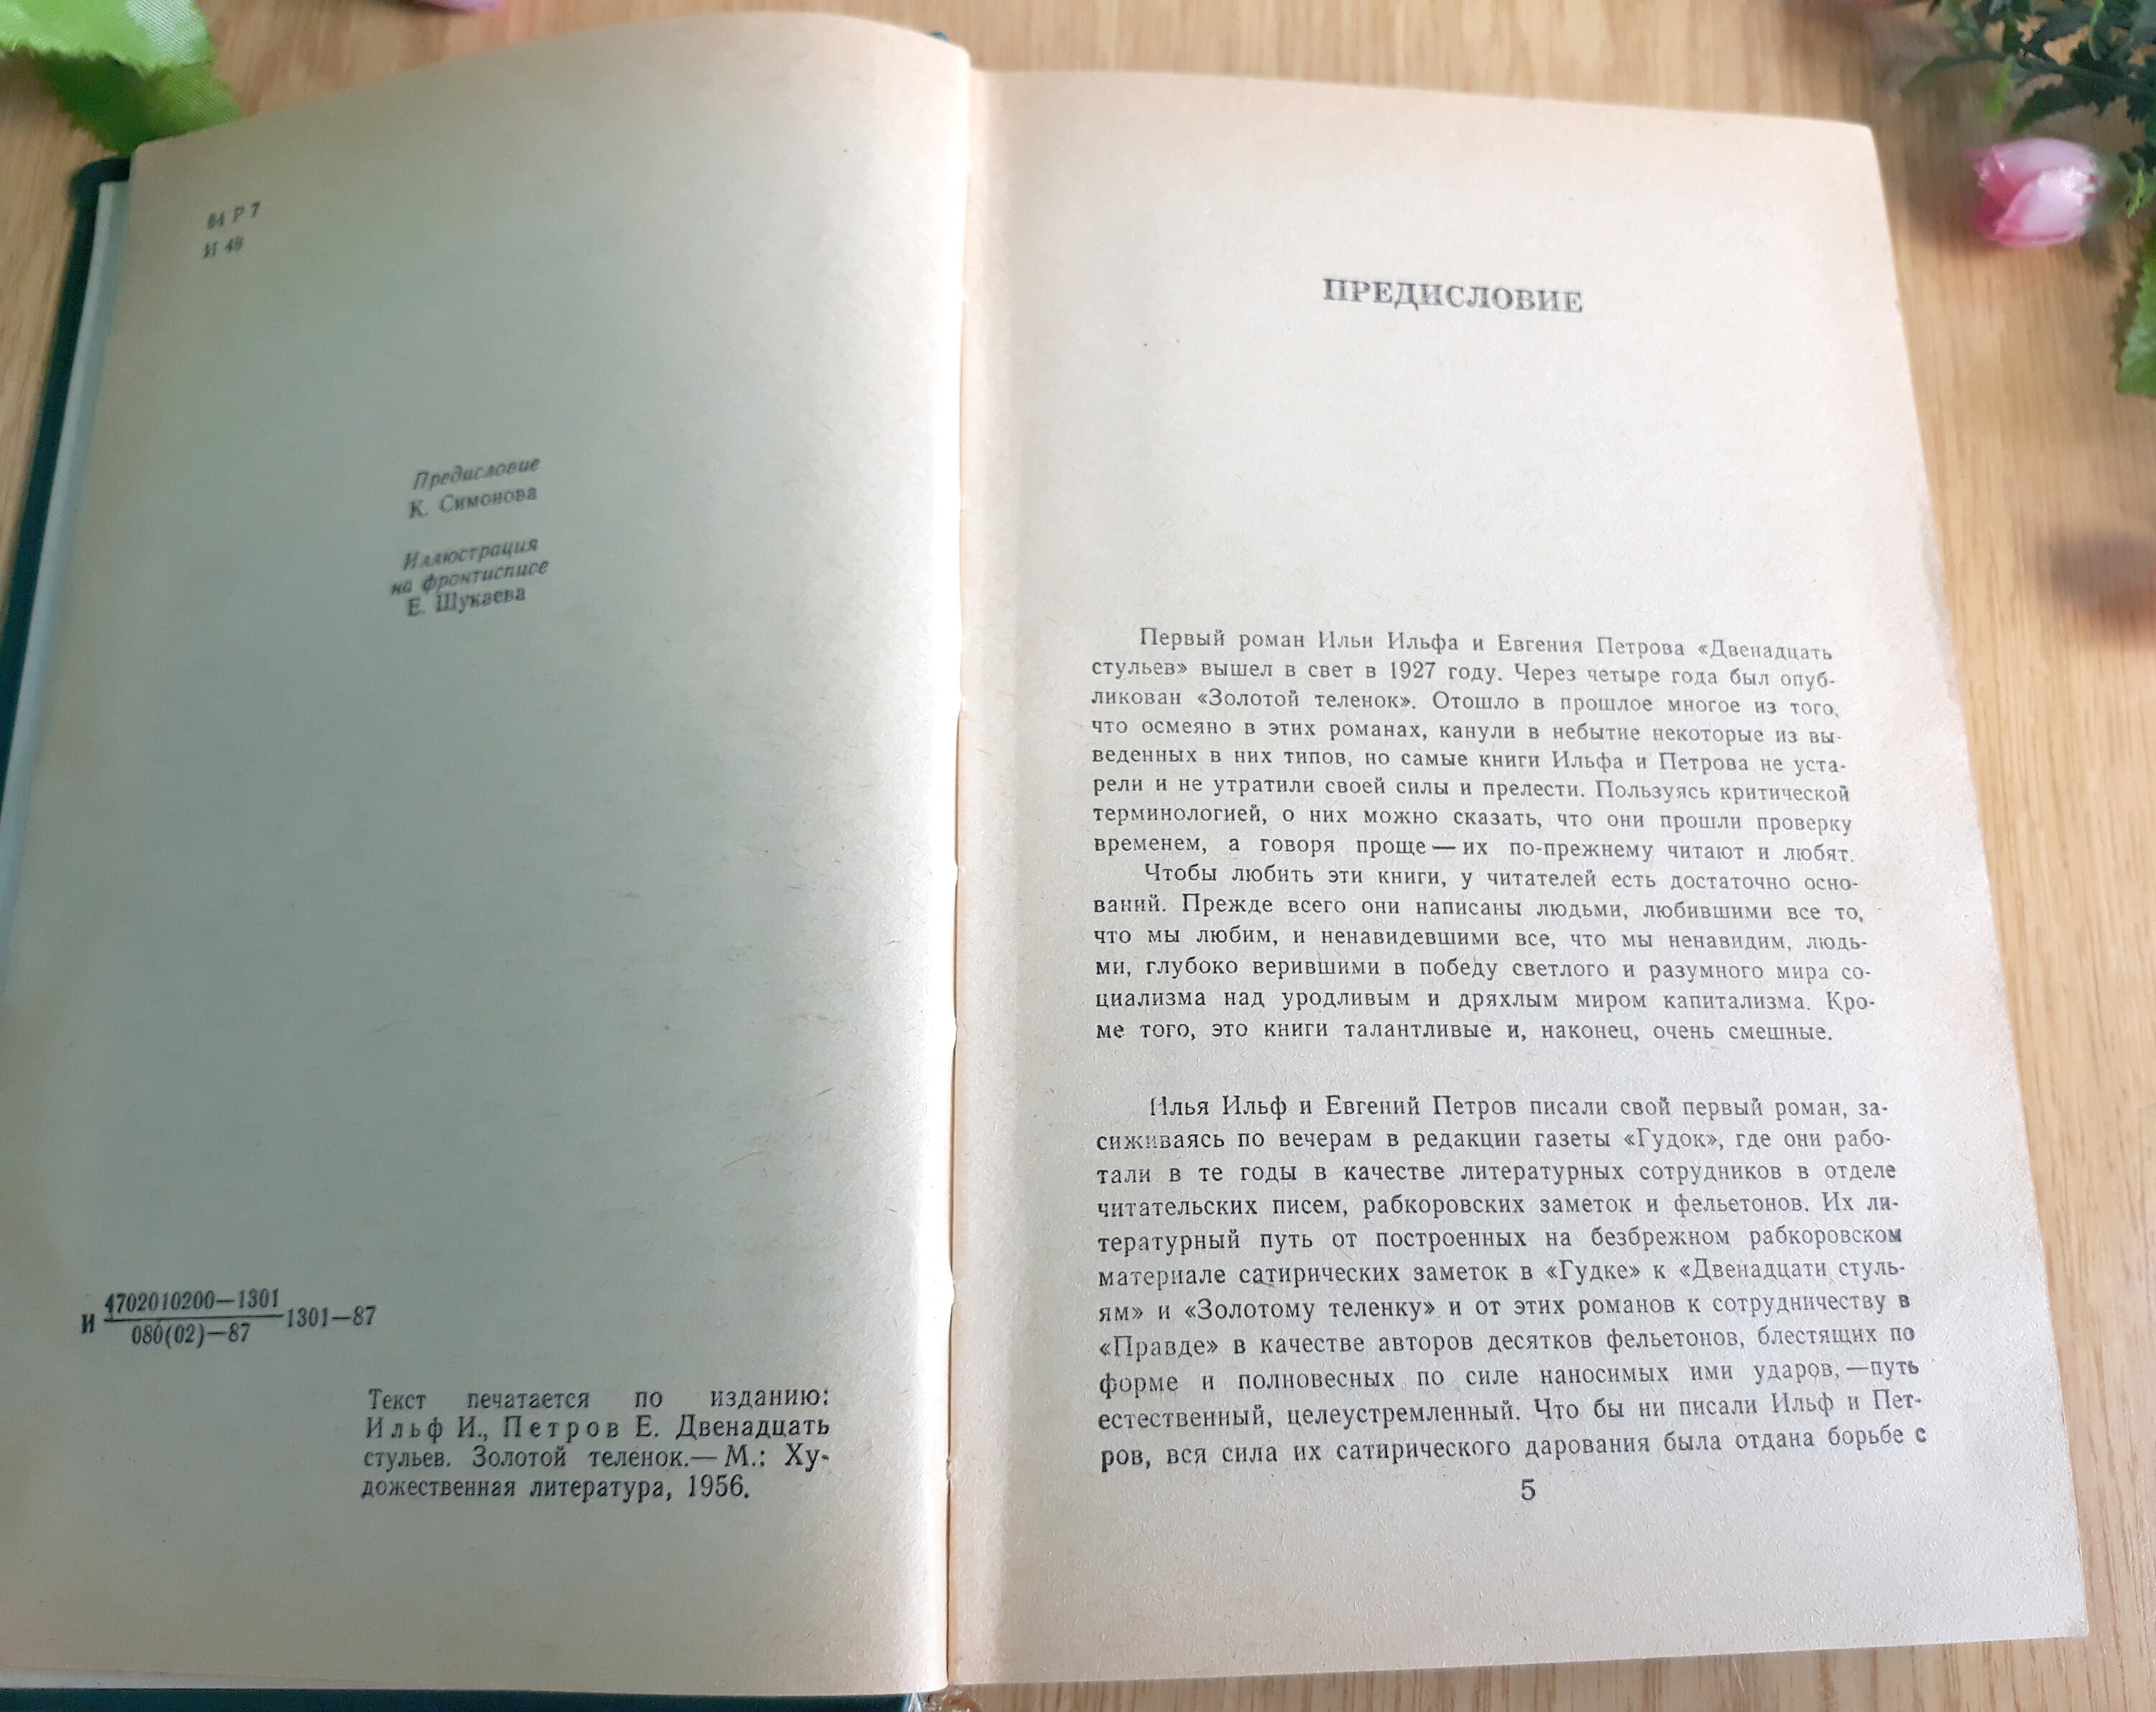 84 Р 7
И 48
Предисловие
К. Симонова
Иллюстрация
на фронтисписе
Е. Шукаева
И 4702010200—1301
080(02)—87
1301—87
Текст печатается по изданию:
Ильф И., Петров Е. Двенадцать
стульев. Золотой теленок.— М.: Ху-
дожественная литература, 1956.
ПРЕДИСЛОВИЕ
Первый роман Ильи Ильфа и Евгения Петрова «Двенадцать
стульев» вышел в свет в 1927 году. Через четыре года был опуб-
ликован «Золотой теленок». Отошло в прошлое многое из того,
что осмеяно в этих романах, канули в небытие некоторые из вы-
веденных в них типов, но самые книги Ильфа и Петрова не уста-
рели и не утратили своей силы и прелести. Пользуясь критической
терминологией, о них можно сказать, что они прошли проверку
временем, а говоря проще — их по-прежнему читают и любят.
Чтобы любить эти книги, у читателей есть достаточно осно-
ваний. Прежде всего они написаны людьми, любившими все то,
что мы любим, и ненавидевшими все, что мы ненавидим, людь-
ми, глубоко верившими в победу светлого и разумного мира со-
циализма над уродливым и дряхлым миром капитализма. Кро-
ме того, это книги талантливые и, наконец, очень смешные.
Илья Ильф и Евгений Петров писали свой первый роман, за-
сиживаясь по вечерам в редакции газеты «Гудок», где они рабо-
тали в те годы в качестве литературных сотрудников в отделе
читательских писем, рабкоровских заметок и фельетонов. Их ли-
тературный путь от построенных на безбрежном рабкоровском
материале сатирических заметок в «Гудке» к «Двенадцати стуль-
ям» и «Золотому теленку» и от этих романов к сотрудничеству в
«Правде» в качестве авторов десятков фельетонов, блестящих по
форме и полновесных по силе наносимых ими ударов,—путь
естественный, целеустремленный. Что бы ни писали Ильф и Пет-
ров, вся сила их сатирического дарования была отдана борьбе с
5